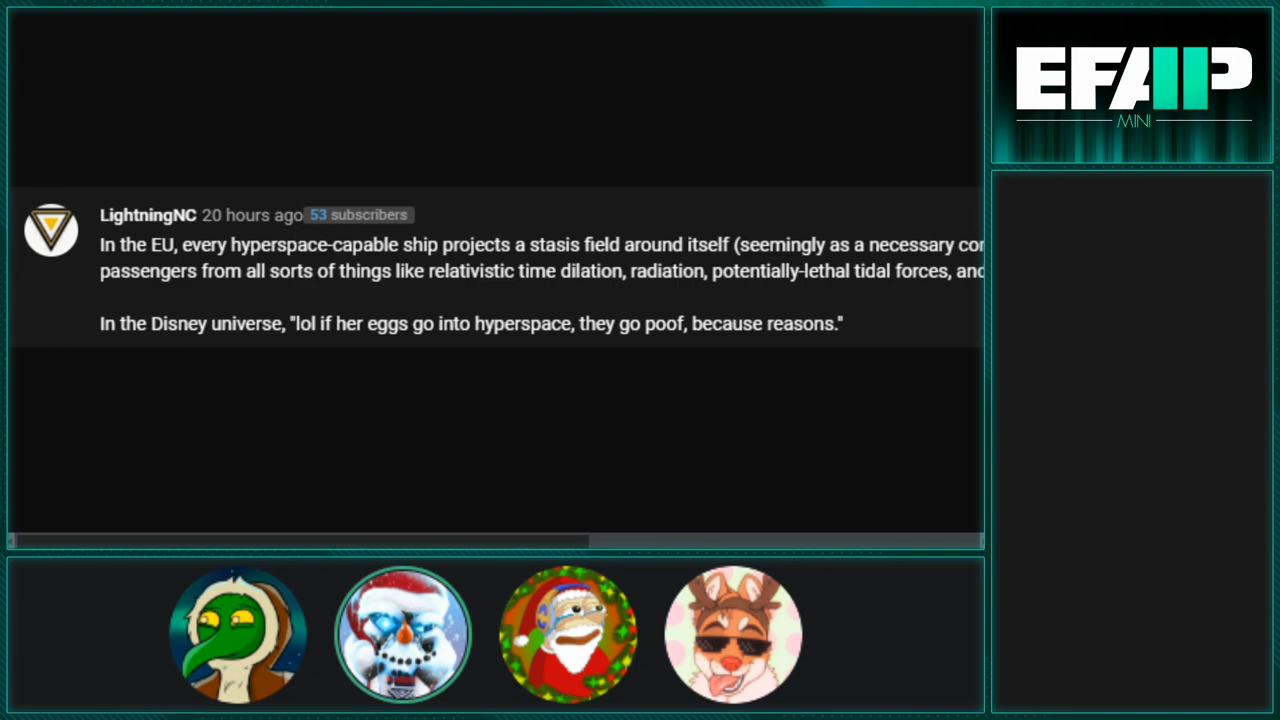 EFAP
MINI
LightningNC 20 hours ago 53 subscribers
In the EU, every hyperspace-capable ship projects a stasis field around itself (seemingly as a necessary
passengers from all sorts of things like relativistic time dilation, radiation, potentially-lethal tidal forces, and
In the Disney universe, "lol if her eggs go into hyperspace, they go poof, because reasons."